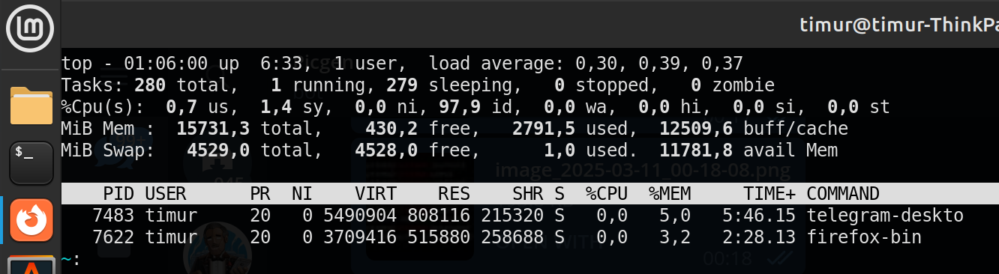 timur@timur-ThinkPa
top - 01:06:00 up  6:33,  1 user,  load average: 0,30, 0,39, 0,37
Tasks: 280 total,   1 running, 279 sleeping,   0 stopped,   0 zombie
%Cpu(s):  0,7 us,  1,4 sy,  0,0 ni, 97,9 id,  0,0 wa,  0,0 hi,  0,0 si,  0,0 st
MiB Mem :  15731,3 total,    430,2 free,   2791,5 used,  12509,6 buff/cache
MiB Swap:   4529,0 total,   4528,0 free,      1,0 used.  11781,8 avail Mem
image_2025-03-11_00-18-08.png
PID USER      PR  NI    VIRT    RES    SHR S  %CPU  %MEM     TIME+ COMMAND
7483 timur     20   0 5490904 808116 215320 S   0,0   5,0   5:46.15 telegram-deskto
7622 timur     20   0 3709416 515880 258688 S   0,0   3,2   2:28.13 firefox-bin
00:18
~:
$_